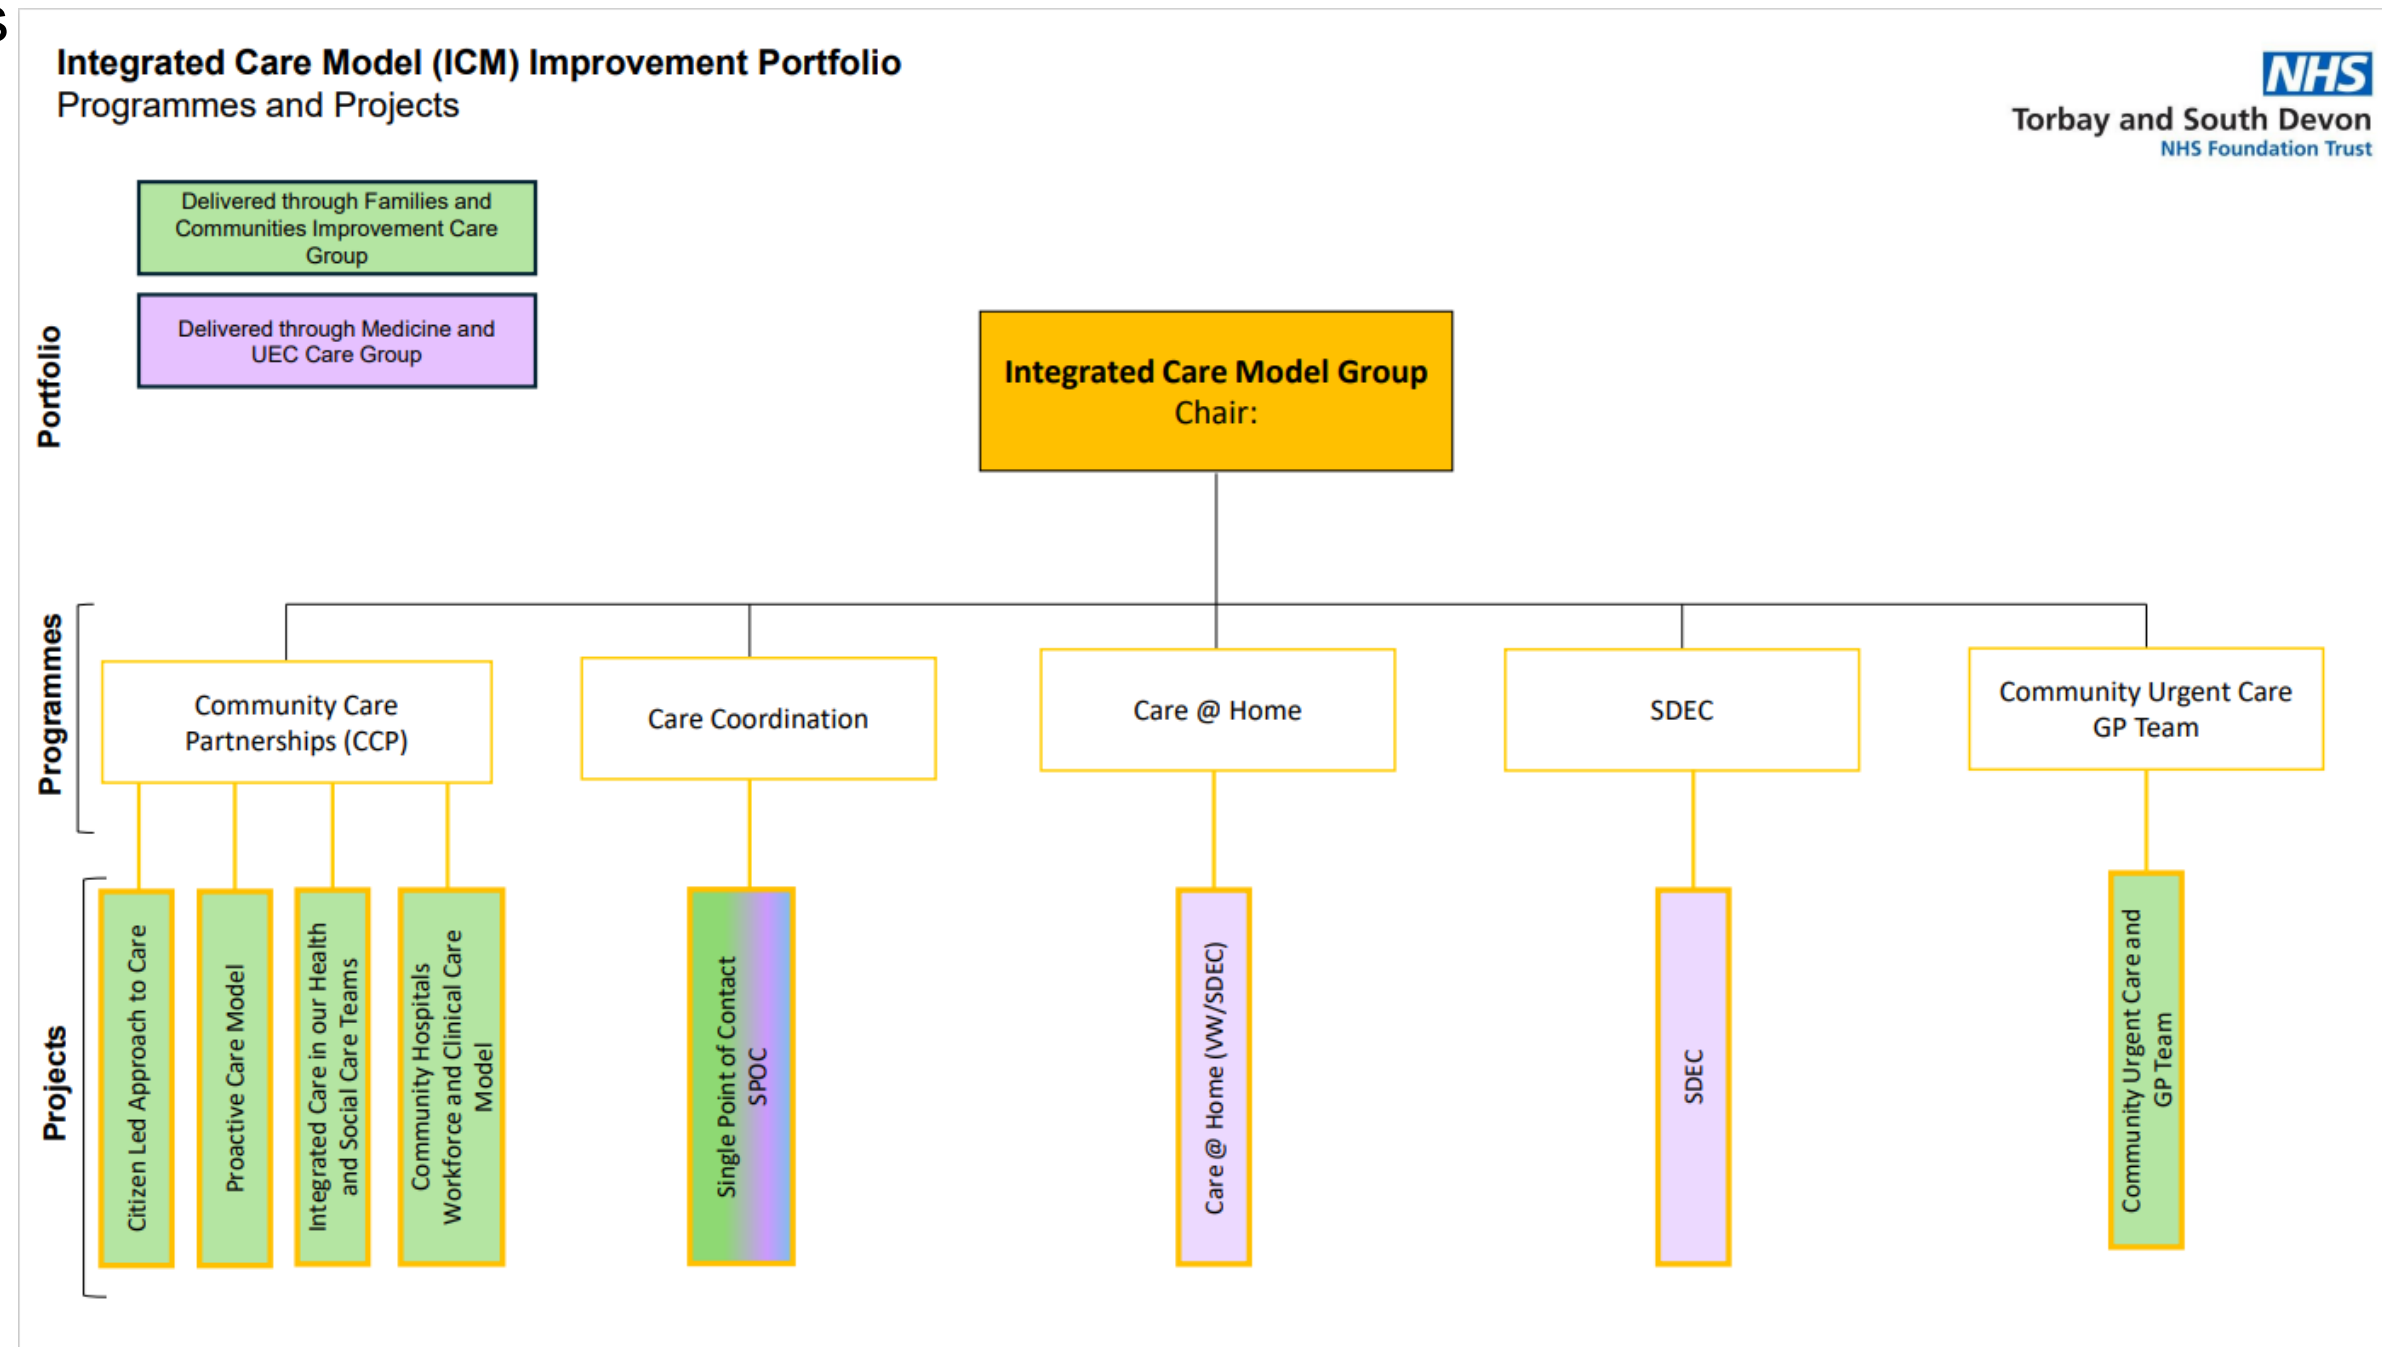 s
Integrated Care Model (ICM) Improvement Portfolio
Programmes and Projects
NHS
Torbay and South Devon
NHS Foundation Trust
Delivered through Families and
Communities Improvement Care
Group
Delivered through Medicine and
UEC Care Group
Portfolio
Integrated Care Model Group
Chair:
Programmes
Community Care
Partnerships (CCP)
Care Coordination
Care @ Home
SDEC
Community Urgent Care
GP Team
Projects
Citizen Led Approach to Care
Proactive Care Model
Integrated Care in our Health
and Social Care Teams
Community Hospitals
Workforce and Clinical Care
Model
Single Point of Contact
SPOC
Care @ Home (VW/SDEC)
SDEC
Community Urgent Care and
GP Team